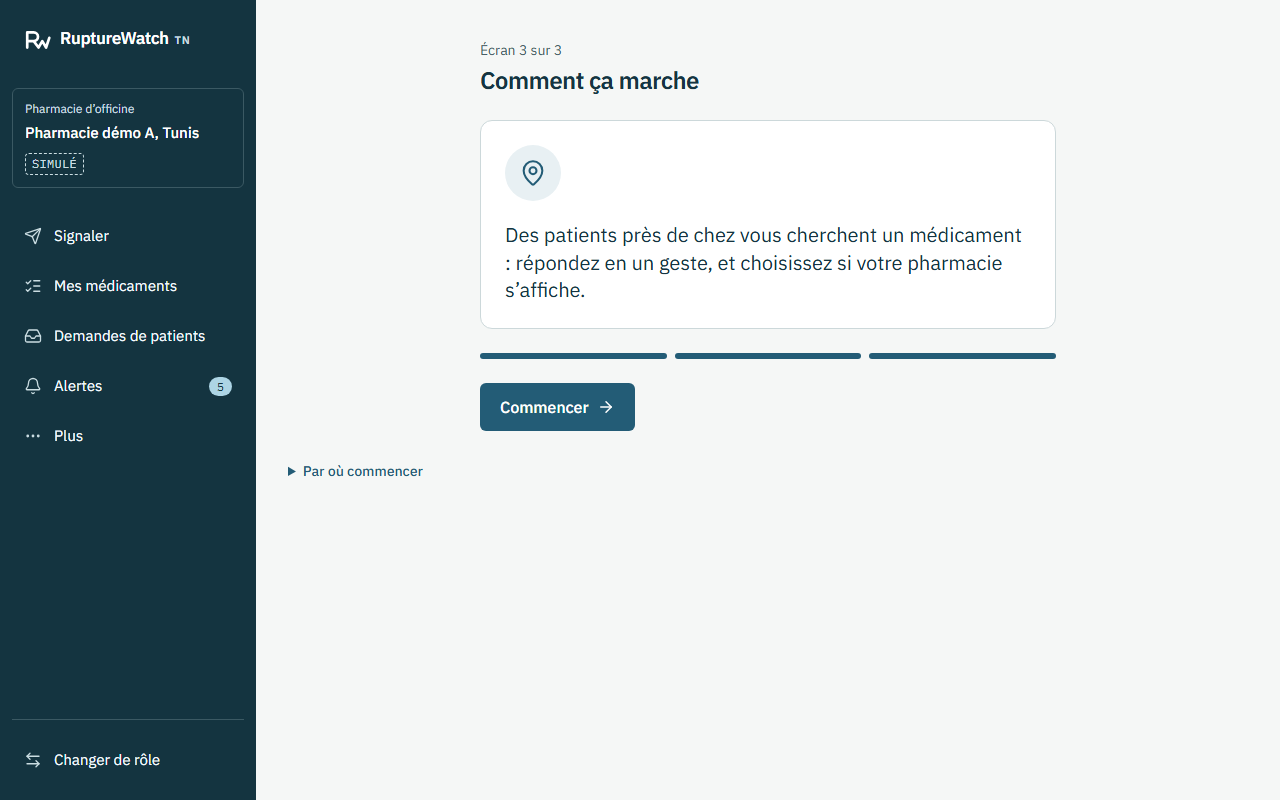 RuptureWatch TN
Pharmacie d’officine
Pharmacie démo A, Tunis
SIMULÉ
Signaler
Mes médicaments
Demandes de patients
Alertes 5
Plus
Changer de rôle
Écran 3 sur 3
Comment ça marche
Des patients près de chez vous cherchent un médicament
: répondez en un geste, et choisissez si votre pharmacie
s’affiche.
Commencer
Par où commencer